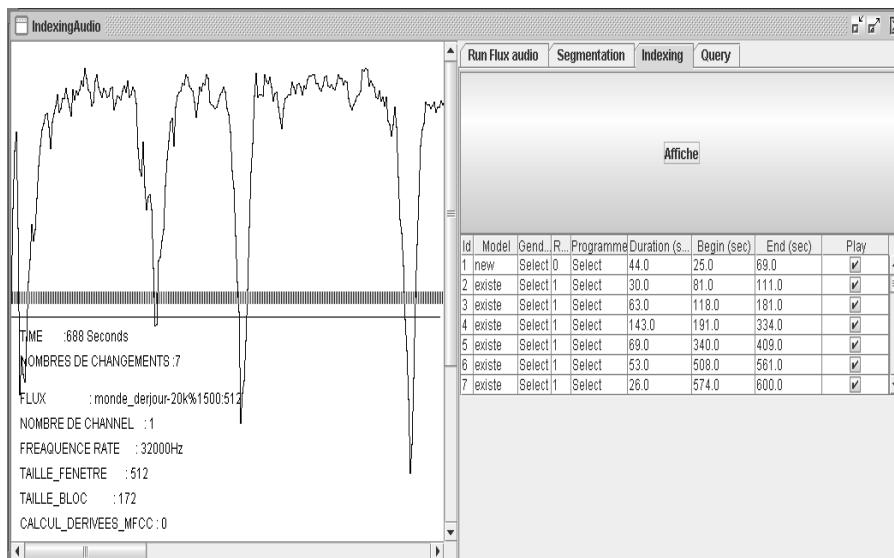 IndexingAudio
Run Flux audio Segmentation Indexing Query
Affiche
Id Model Gend... R... Programme Duration (s... Begin (sec) End (sec) Play
1 new Select 0 Select 44.0 25.0 69.0
2 existe Select 1 Select 30.0 81.0 111.0
3 existe Select 1 Select 63.0 118.0 181.0
4 existe Select 1 Select 143.0 191.0 334.0
5 existe Select 1 Select 69.0 340.0 409.0
6 existe Select 1 Select 53.0 508.0 561.0
7 existe Select 1 Select 26.0 574.0 600.0
TIME :688 Seconds
NOMBRES DE CHANGEMENTS :7
FLUX : monde_derjour-20k%1500:512
NOMBRE DE CHANNEL : 1
FREAQUENCE RATE : 32000Hz
TAILLE_FENETRE : 512
TAILLE_BLOC : 172
CALCUL_DERIVEES_MFCC : 0